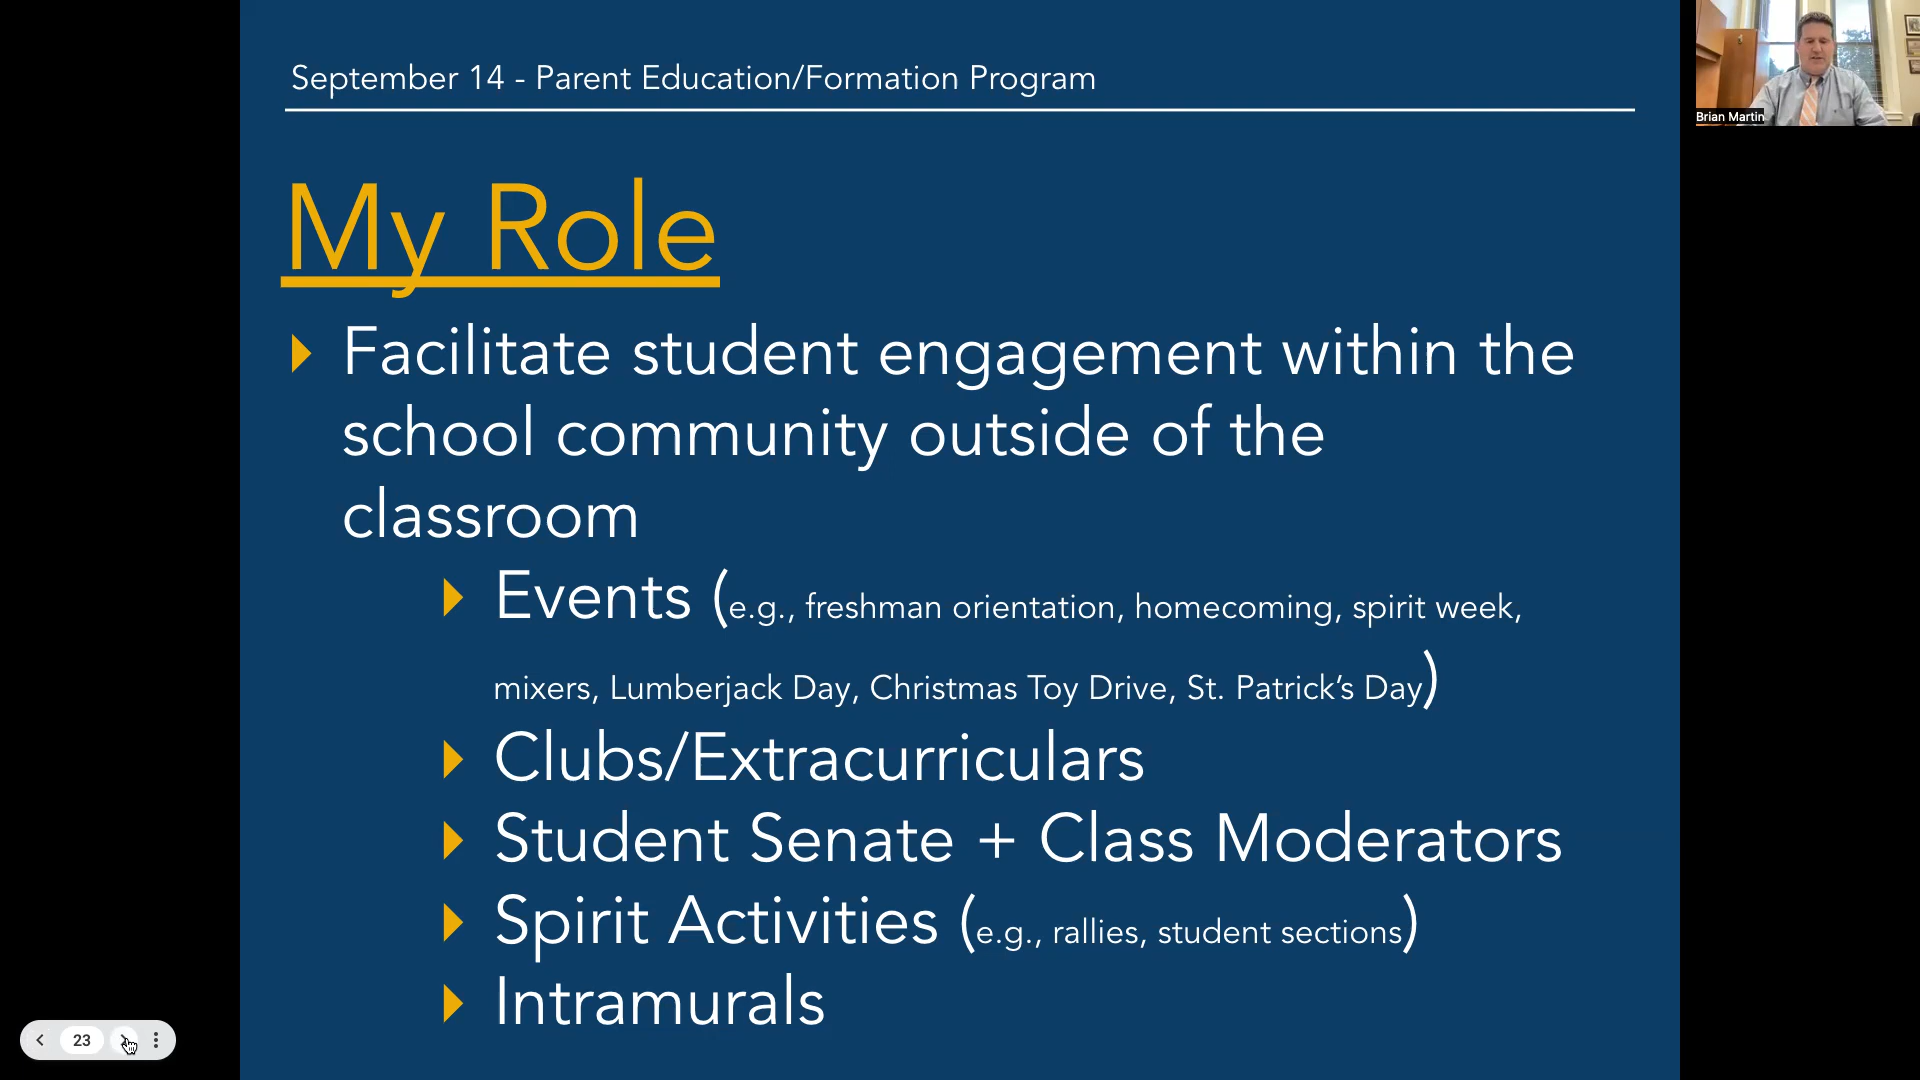 September 14 - Parent Education/Formation Program
Brian Martin
My Role
Facilitate student engagement within the
school community outside of the
classroom
Events (e.g., freshman orientation, homecoming, spirit week,
mixers, Lumberjack Day, Christmas Toy Drive, St. Patrick’s Day)
Clubs/Extracurriculars
Student Senate + Class Moderators
Spirit Activities (e.g., rallies, student sections)
Intramurals
23